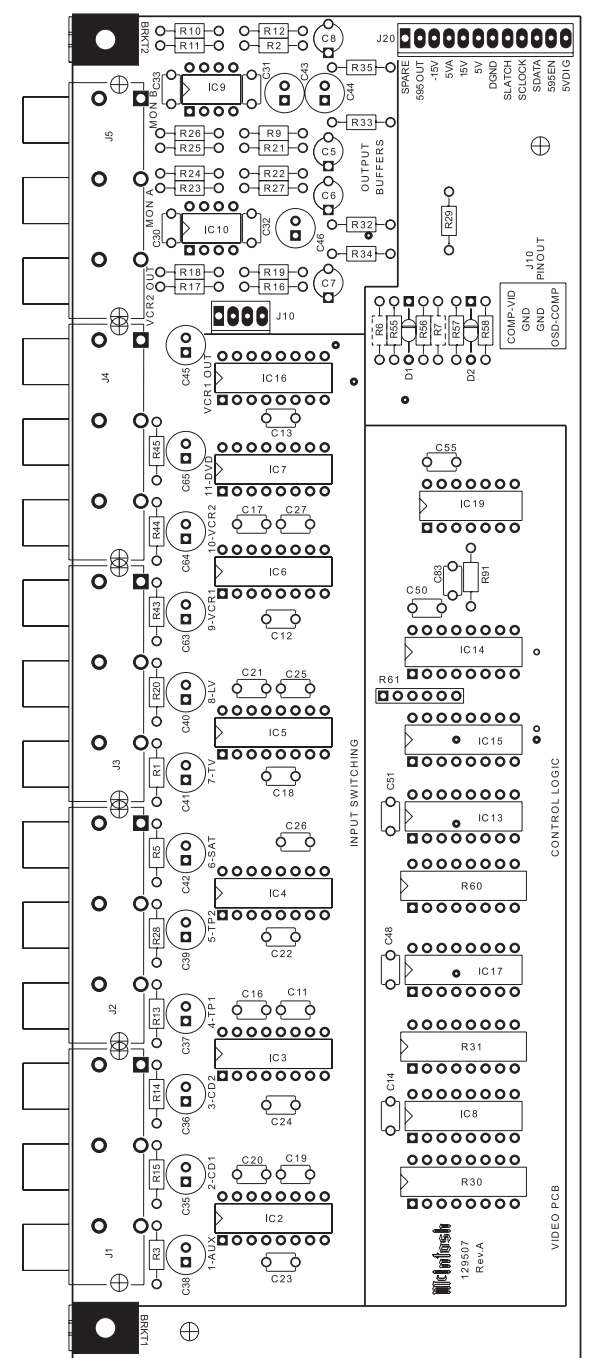 BRKT2
R10
R12
C8
J20
R11
R2
SPARE
595OUT
-15V
5VA
15V
5V
DGND
SLATCH
SCLOCK
SDATA
595EN
5VDIG
C33
IC9
C31
C43
C44
R35
MON B
J5
R33
R26
R9
R25
R21
C5
OUTPUT
BUFFERS
R24
R22
R23
R27
C6
MON A
C30
IC10
C32
C46
R32
R29
R34
R18
R19
R17
R16
C7
VCR2 OUT
J10
J10
PINOUT
COMP-VID
GND
GND
OSD-COMP
R6
R55
R56
R7
R57
R58
D1
D2
J4
C45
VCR1 OUT
IC16
C13
R45
C65
11-DVD
IC7
C55
IC19
R44
C64
10-VCR2
C17
C27
IC6
R43
C63
9-VCR1
C12
C83
R91
C50
IC14
R20
C40
8-LV
C21
C25
R61
IC5
IC15
J3
R1
C41
7-TV
C18
C51
IC13
INPUT SWITCHING
CONTROL LOGIC
R5
C42
6-SAT
C26
IC4
R60
R28
C39
5-TP2
C22
C48
IC17
J2
R13
C37
4-TP1
C16
C11
IC3
R31
R14
C36
3-CD2
C24
C14
IC8
R15
C35
2-CD1
C20
C19
IC2
R30
J1
R3
C38
1-AUX
C23
McIntosh
129507
Rev.A
VIDEO PCB
BRKT1